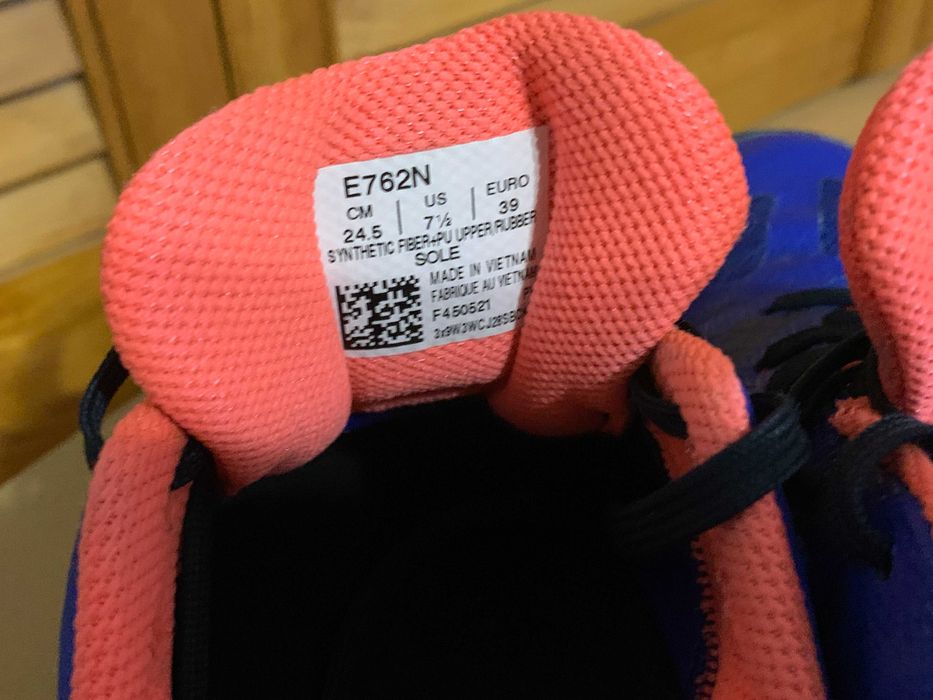 E762N
CM | US | EURO
24.5 | 7½ | 39
SYNTHETIC FIBER+PU UPPER/RUBBER
SOLE
MADE IN VIETNAM
FABRIQUE AU VIETNAM
F450521